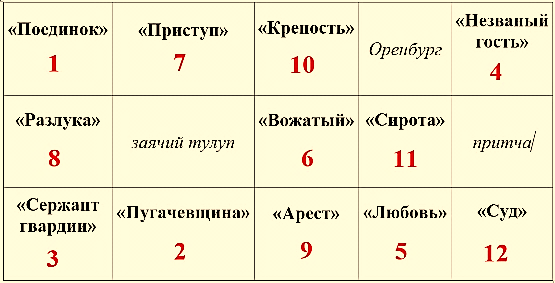 «Поединок»
1
«Приступ»
7
«Крепость»
10
Оренбург
«Незваный
гость»
4
«Разлука»
8
заячий тулуп
«Вожатый»
6
«Сирота»
11
притча
«Сержант
гвардии»
3
«Пугачевщина»
2
«Арест»
9
«Любовь»
5
«Суд»
12